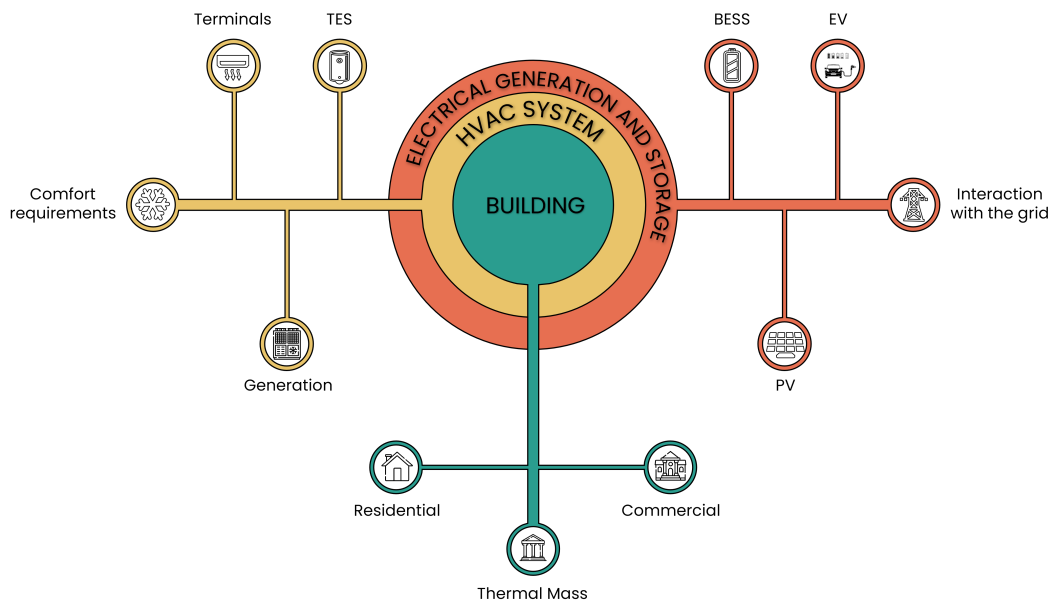 Terminals
TES
BESS
EV
ELECTRICAL GENERATION AND STORAGE
HVAC SYSTEM
BUILDING
Comfort
requirements
Interaction
with the grid
Generation
PV
Residential
Commercial
Thermal Mass